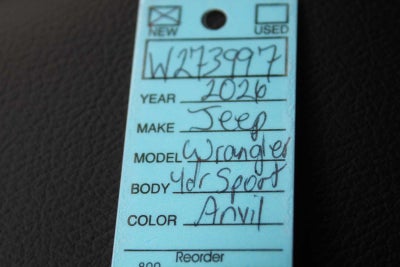 NEW USED
W273997
YEAR 2026
MAKE Jeep
MODEL Wrangler
BODY 4dr Sport
COLOR Anvil
Reorder